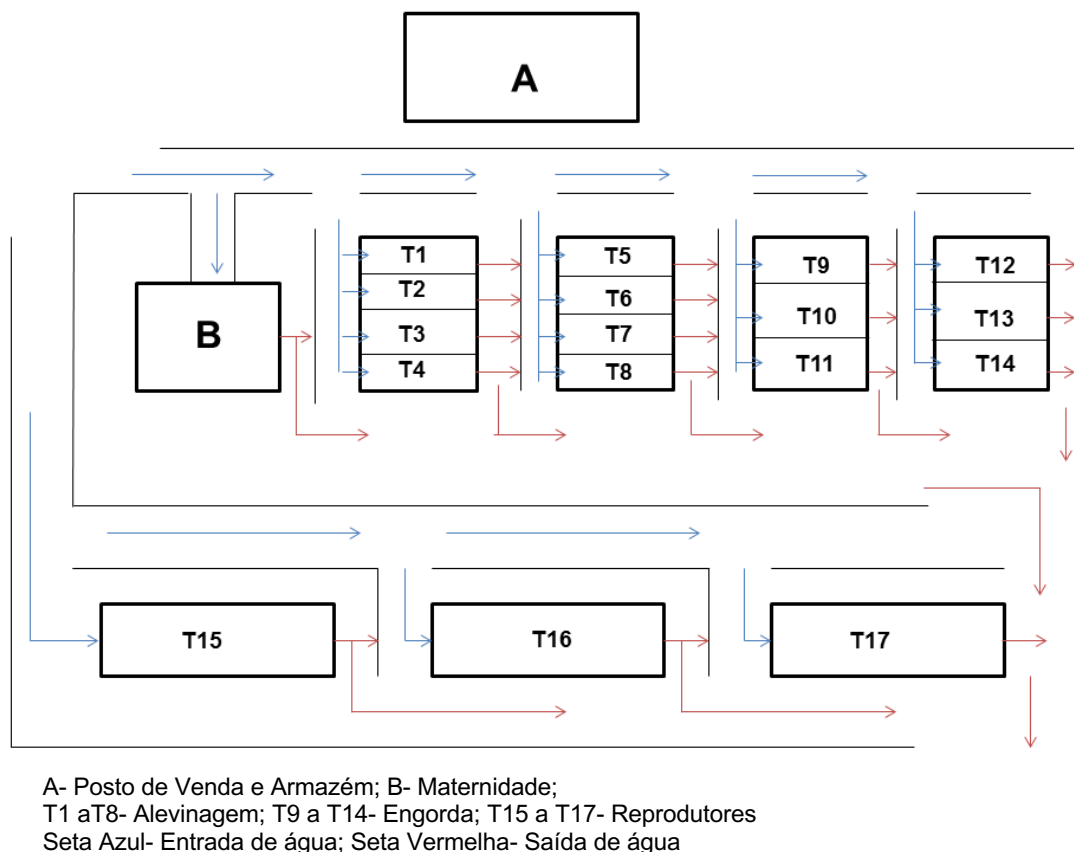 A
B
T1
T2
T3
T4
T5
T6
T7
T8
T9
T10
T11
T12
T13
T14
T15
T16
T17
A- Posto de Venda e Armazém; B- Maternidade;
T1 aT8- Alevinagem; T9 a T14- Engorda; T15 a T17- Reprodutores
Seta Azul- Entrada de água; Seta Vermelha- Saída de água